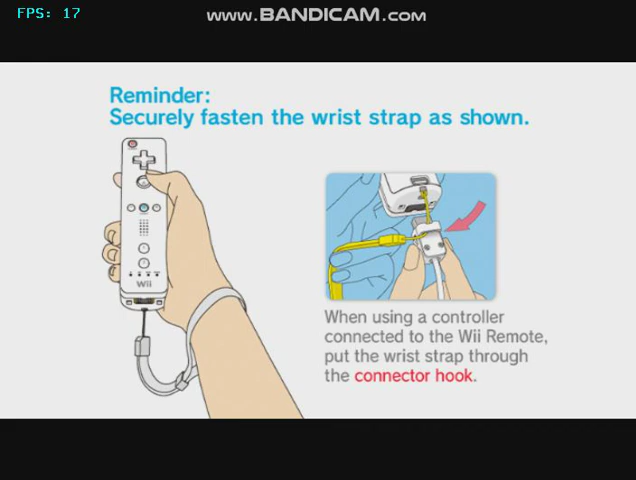 FPS: 17
www.BANDICAM.com
Reminder:
Securely fasten the wrist strap as shown.
Wii
When using a controller
connected to the Wii Remote,
put the wrist strap through
the connector hook.